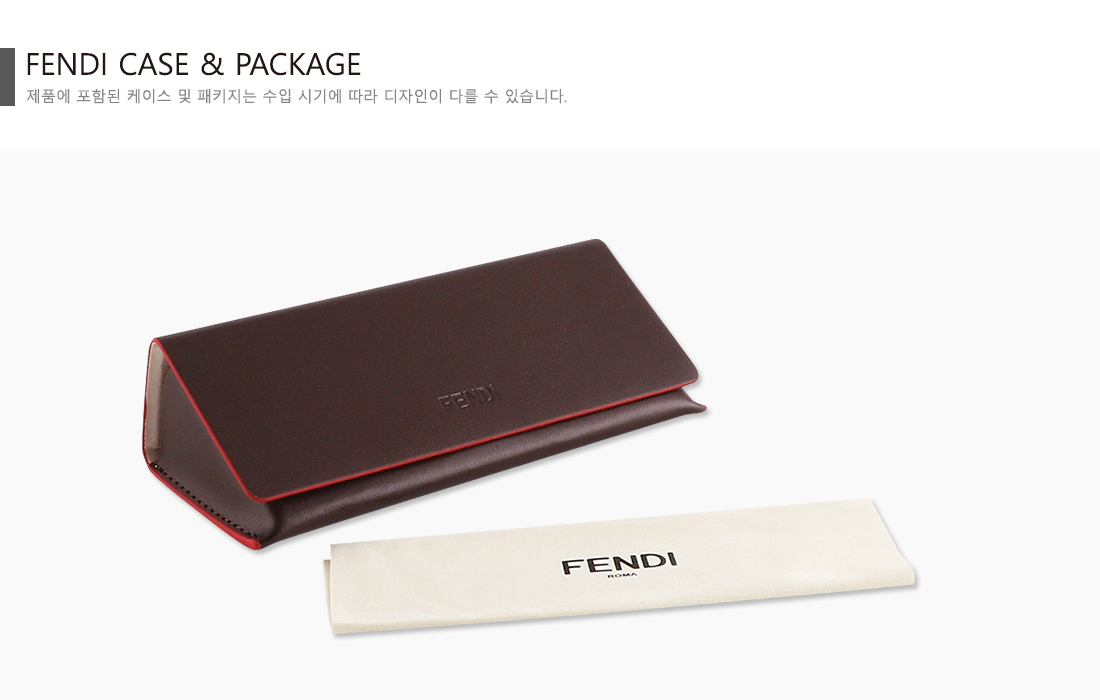 FENDI CASE & PACKAGE
제품에 포함된 케이스 및 패키지는 수입 시기에 따라 디자인이 다를 수 있습니다.
FENDI
FENDI
ROMA